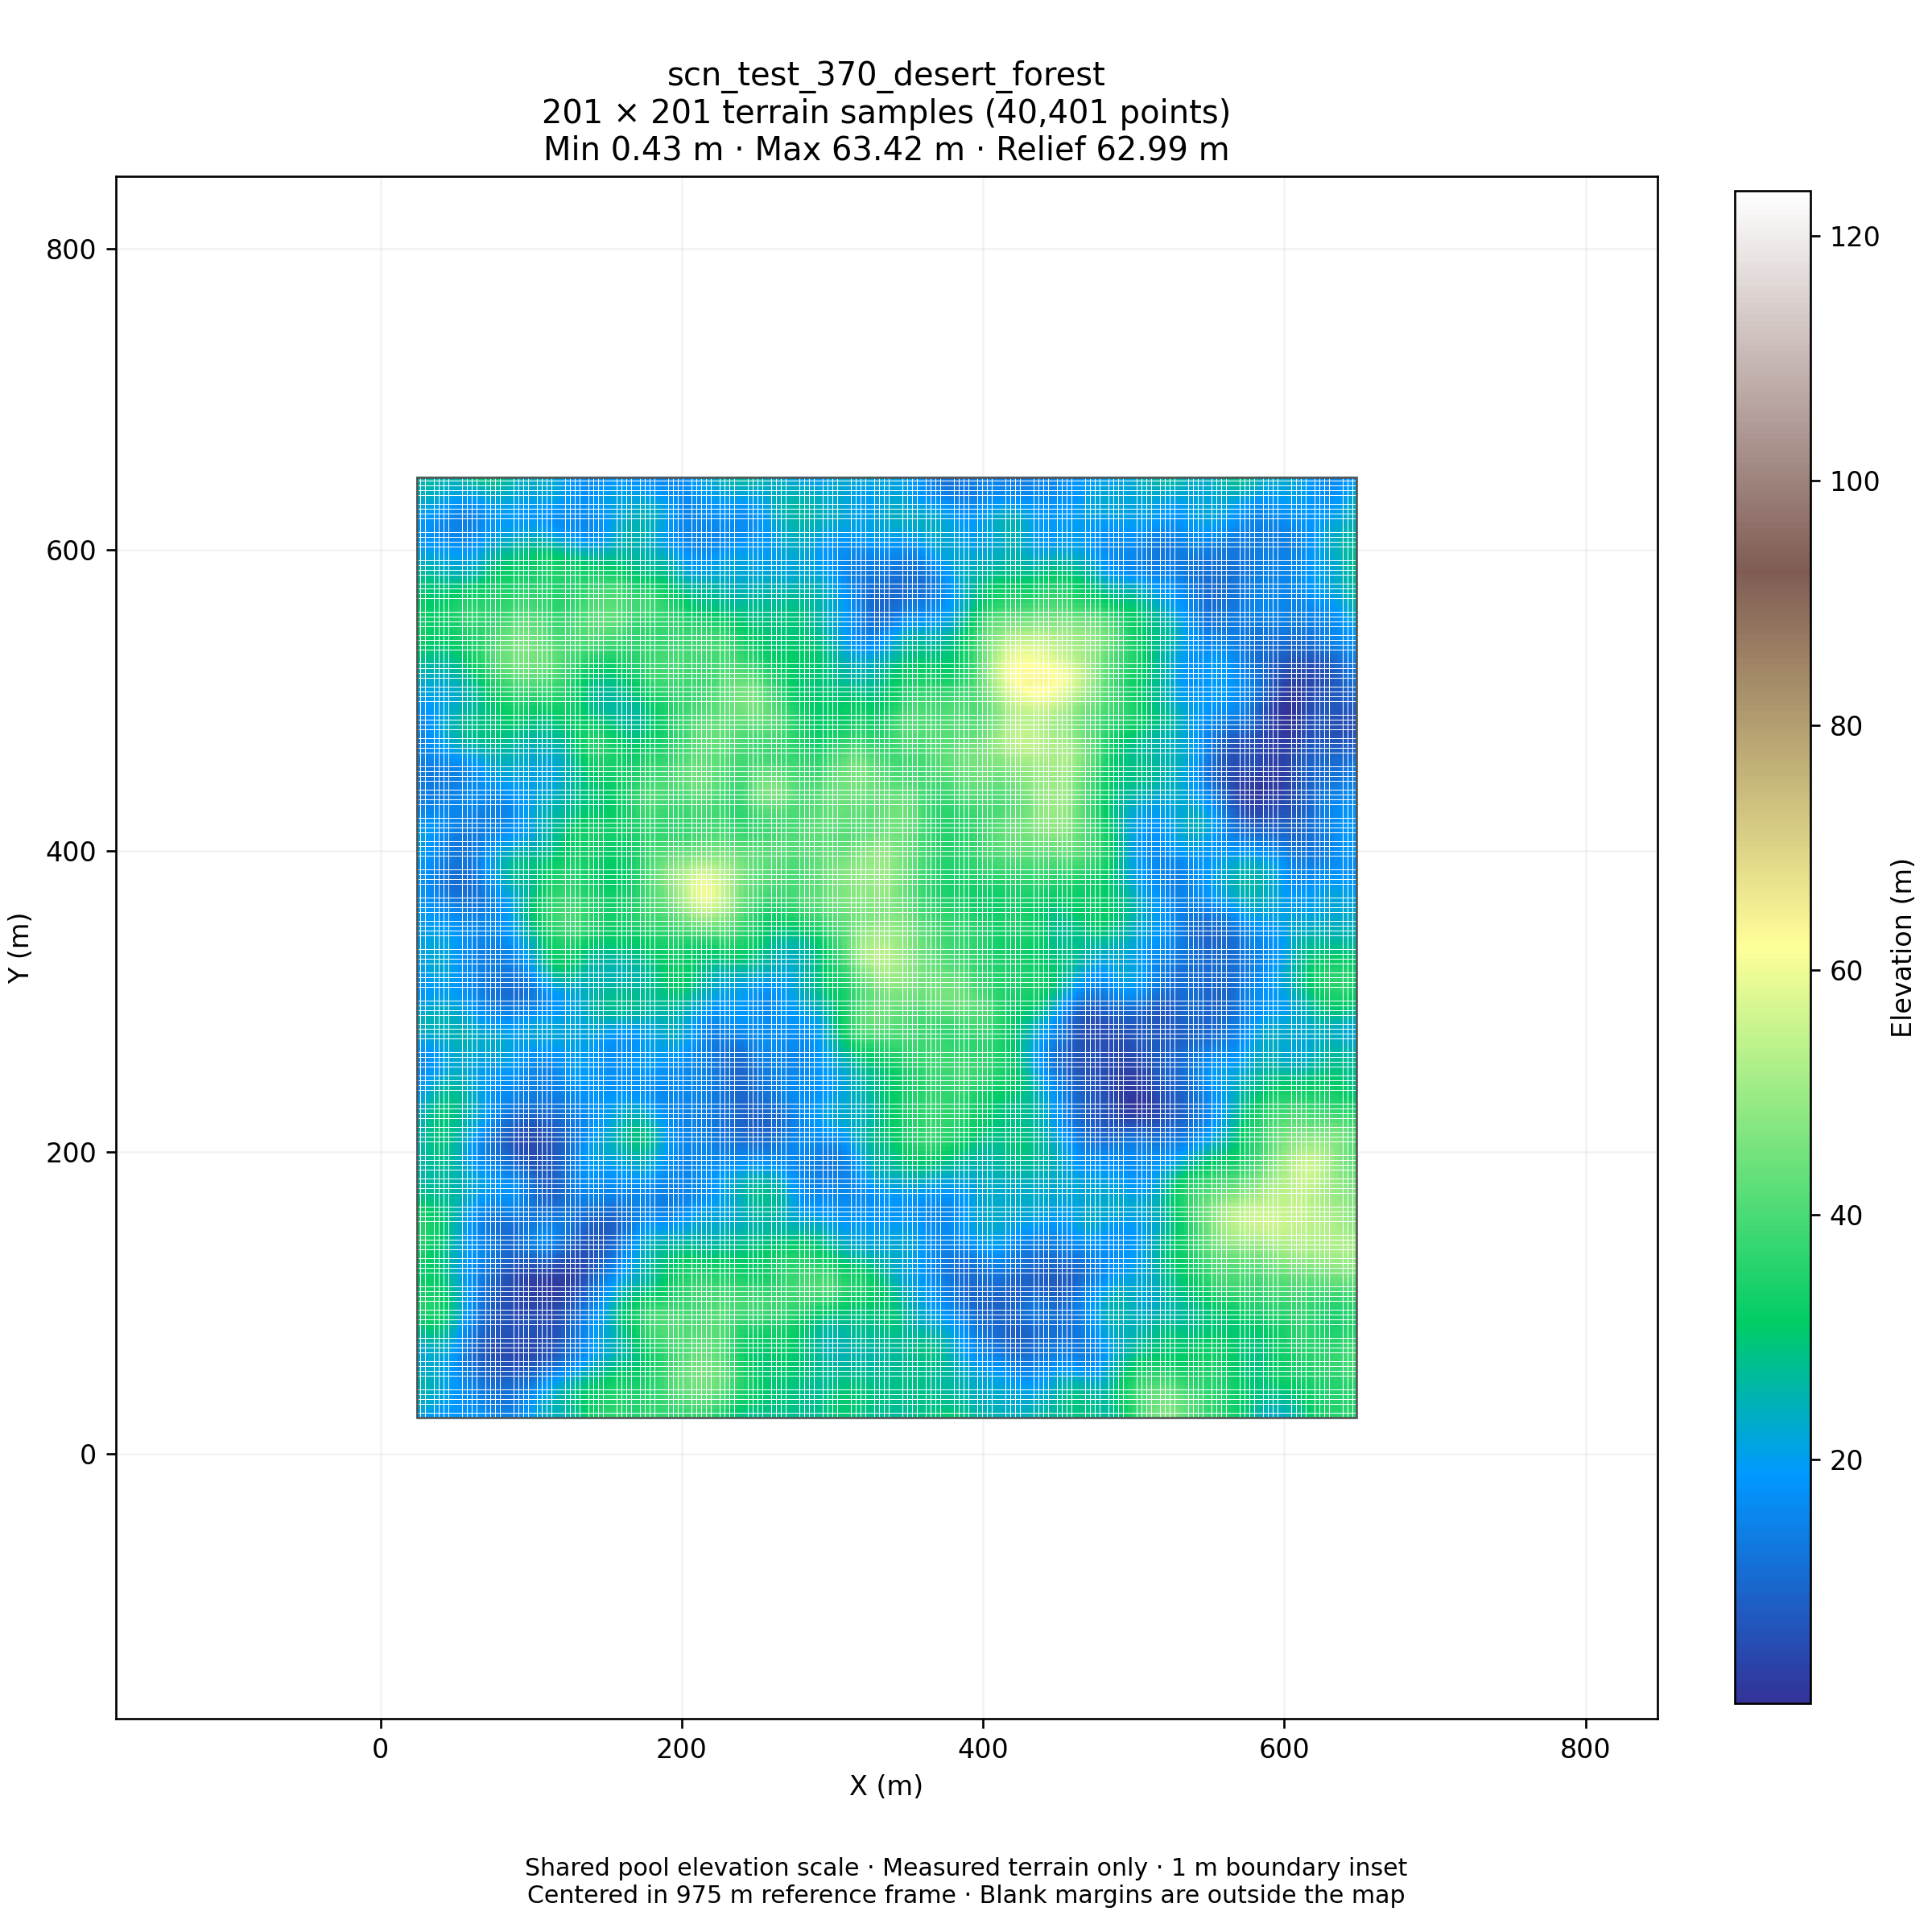 scn_test_370_desert_forest
201 × 201 terrain samples (40,401 points)
Min 0.43 m · Max 63.42 m · Relief 62.99 m
800
600
400
200
0
Y (m)
0 200 400 600 800
X (m)
120
100
80
60
40
20
Elevation (m)
Shared pool elevation scale · Measured terrain only · 1 m boundary inset
Centered in 975 m reference frame · Blank margins are outside the map